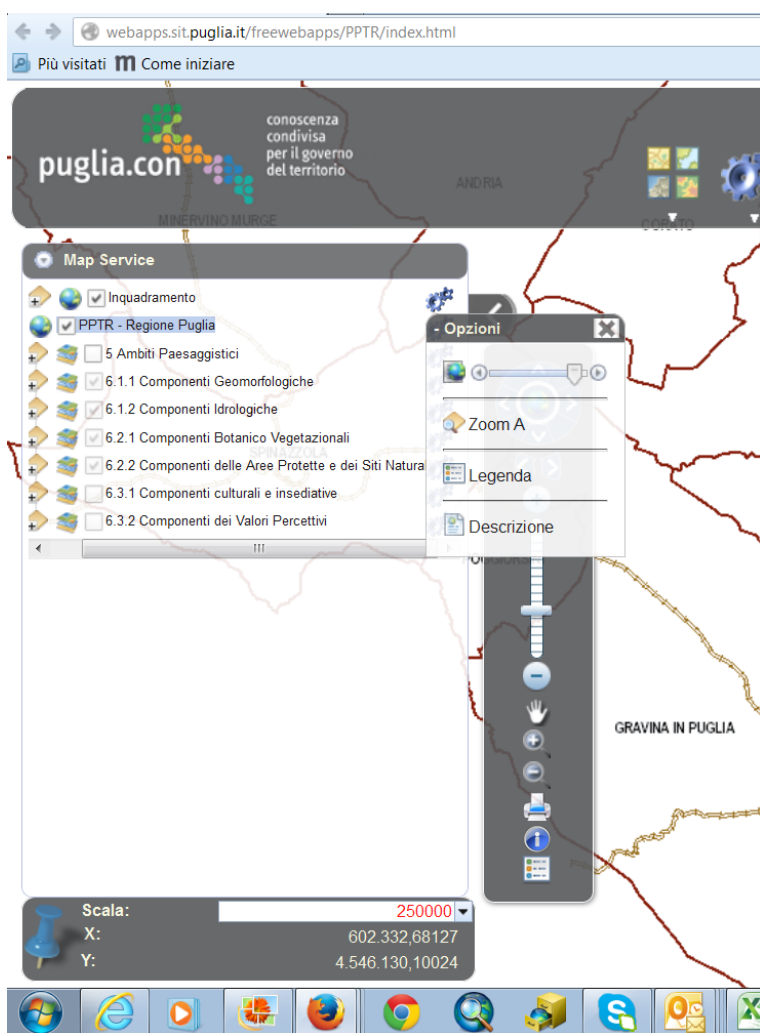 webapps.sit.puglia.it/freewebapps/PPTR/index.html
Più visitati
m Come iniziare
puglia.con
conoscenza
condivisa
per il governo
del territorio
ANDRIA
MINERVINO MURGE
CORATO
Map Service
Inquadramento
PPTR - Regione Puglia
5 Ambiti Paesaggistici
6.1.1 Componenti Geomorfologiche
6.1.2 Componenti Idrologiche
6.2.1 Componenti Botanico Vegetazionali
SPINAZZOLA
6.2.2 Componenti delle Aree Protette e dei Siti Natura
6.3.1 Componenti culturali e insediative
6.3.2 Componenti dei Valori Percettivi
- Opzioni
Zoom A
Legenda
Descrizione
GRAVINA IN PUGLIA
Scala: 250000
X: 602.332,68127
Y: 4.546.130,10024